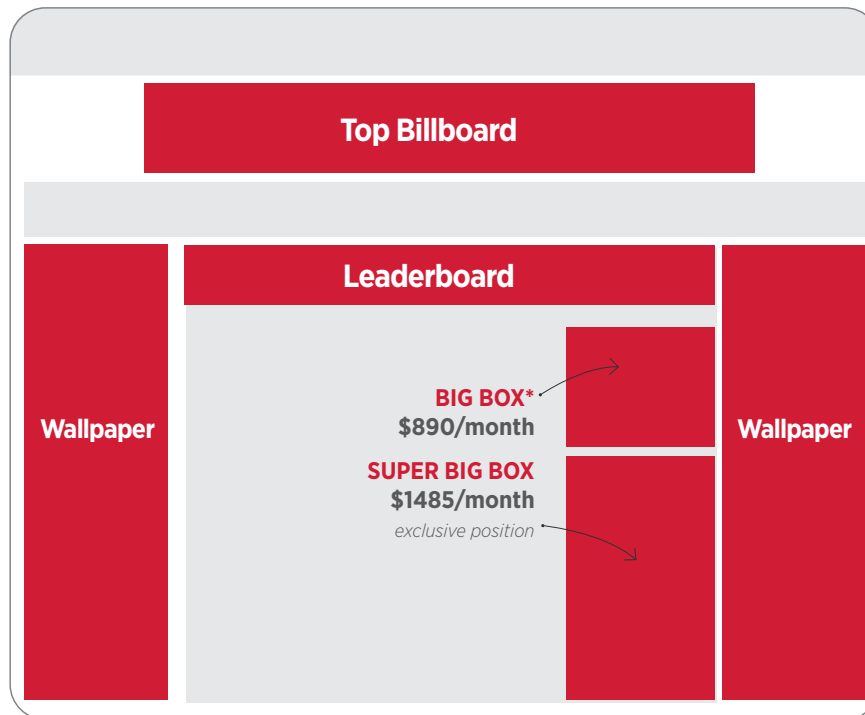 Top Billboard
Leaderboard
Wallpaper
BIG BOX*
$890/month
SUPER BIG BOX
$1485/month
exclusive position
Wallpaper